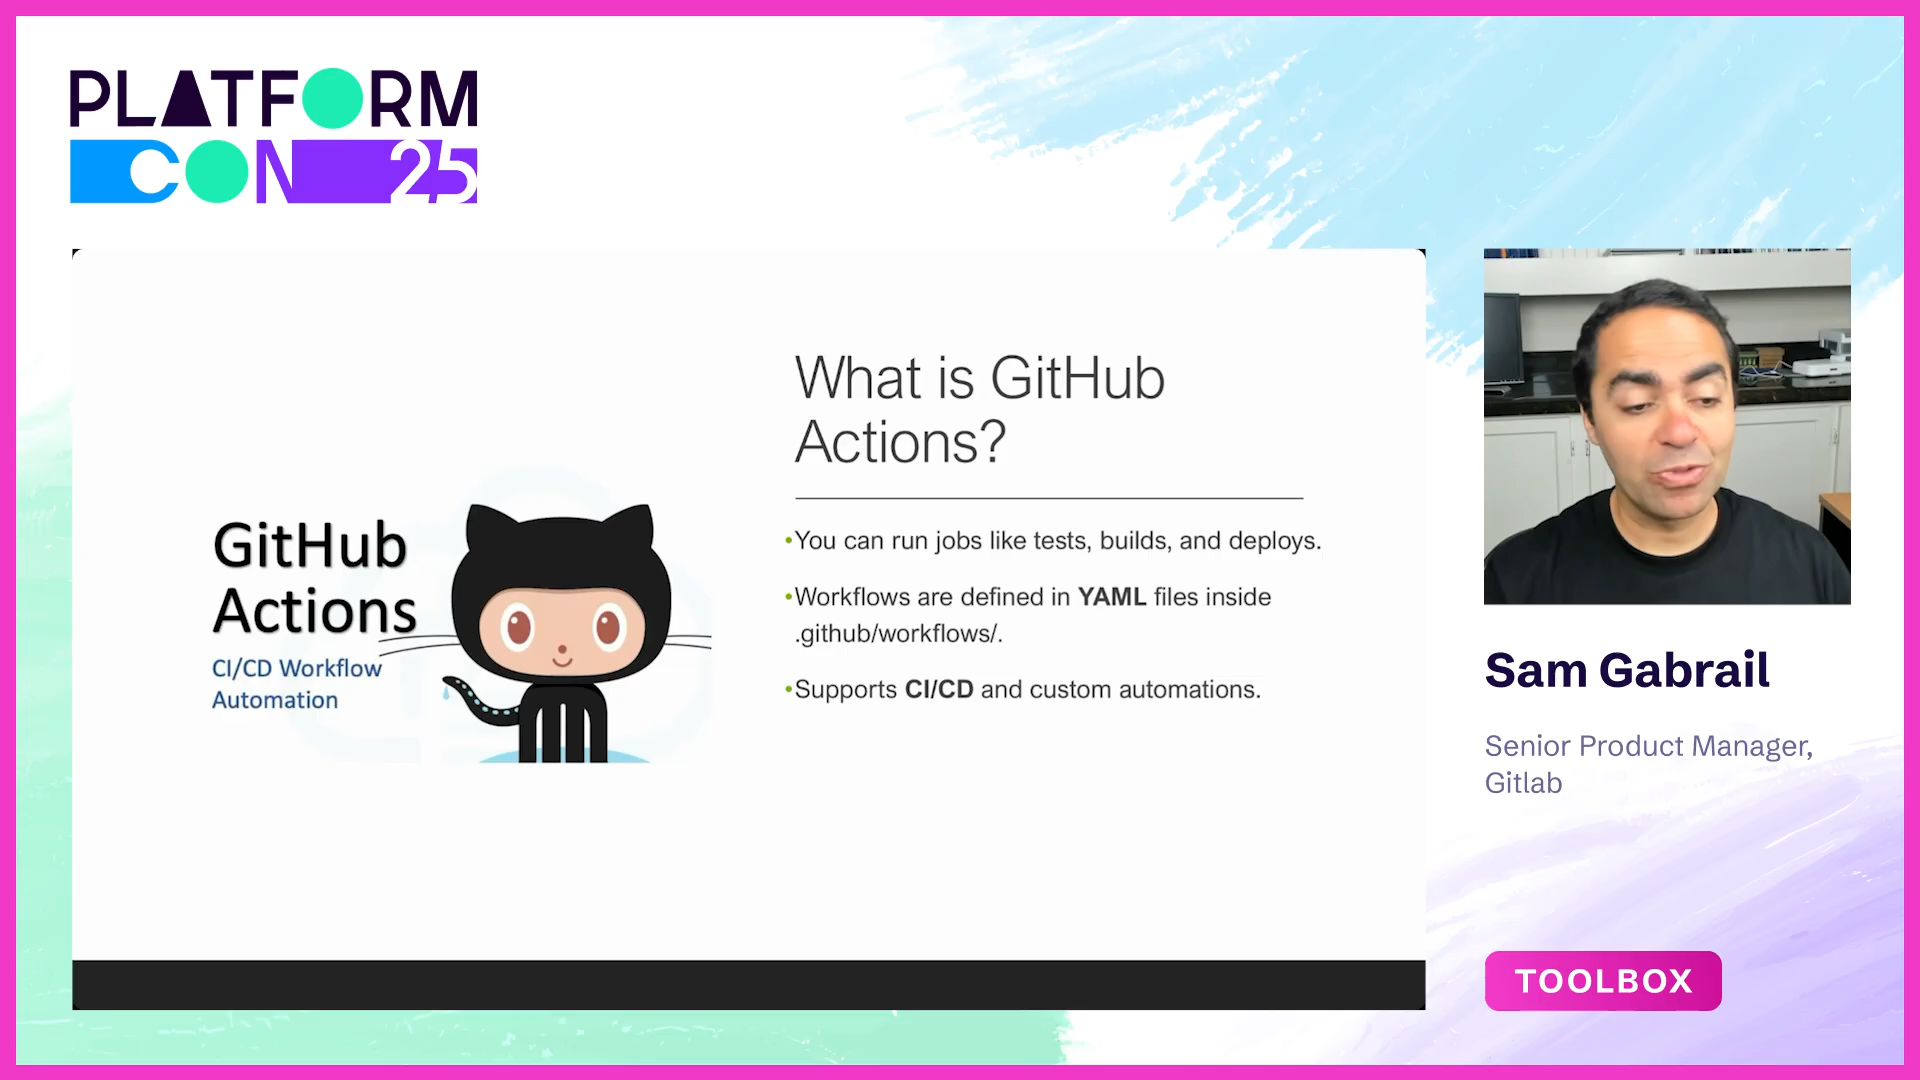 PLATFORM
CON 25
GitHub
Actions
CI/CD Workflow
Automation
What is GitHub
Actions?
•You can run jobs like tests, builds, and deploys.
•Workflows are defined in YAML files inside
.github/workflows/.
•Supports CI/CD and custom automations.
Sam Gabrail
Senior Product Manager,
Gitlab
TOOLBOX